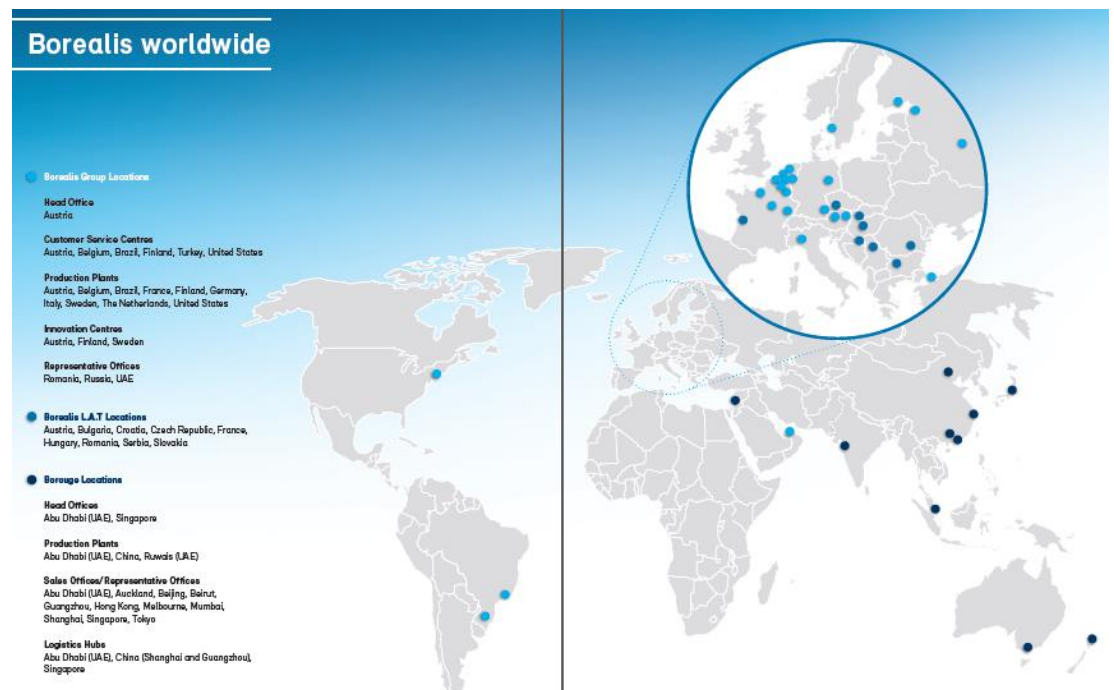 Borealis worldwide
Borealis Group Locations
Head Office
Austria
Customer Service Centres
Austria, Belgium, Brazil, Finland, Turkey, United States
Production Plants
Austria, Belgium, Brazil, France, Finland, Germany,
Italy, Sweden, The Netherlands, United States
Innovation Centres
Austria, Finland, Sweden
Representative Offices
Romania, Russia, UAE
Borealis L.A.T Locations
Austria, Bulgaria, Croatia, Czech Republic, France,
Hungary, Romania, Serbia, Slovakia
Borouge Locations
Head Offices
Abu Dhabi (UAE), Singapore
Production Plants
Abu Dhabi (UAE), China, Ruwais (UAE)
Sales Offices/Representative Offices
Abu Dhabi (UAE), Auckland, Beijing, Beirut,
Guangzhou, Hong Kong, Melbourne, Mumbai,
Shanghai, Singapore, Tokyo
Logistics Hubs
Abu Dhabi (UAE), China (Shanghai and Guangzhou),
Singapore